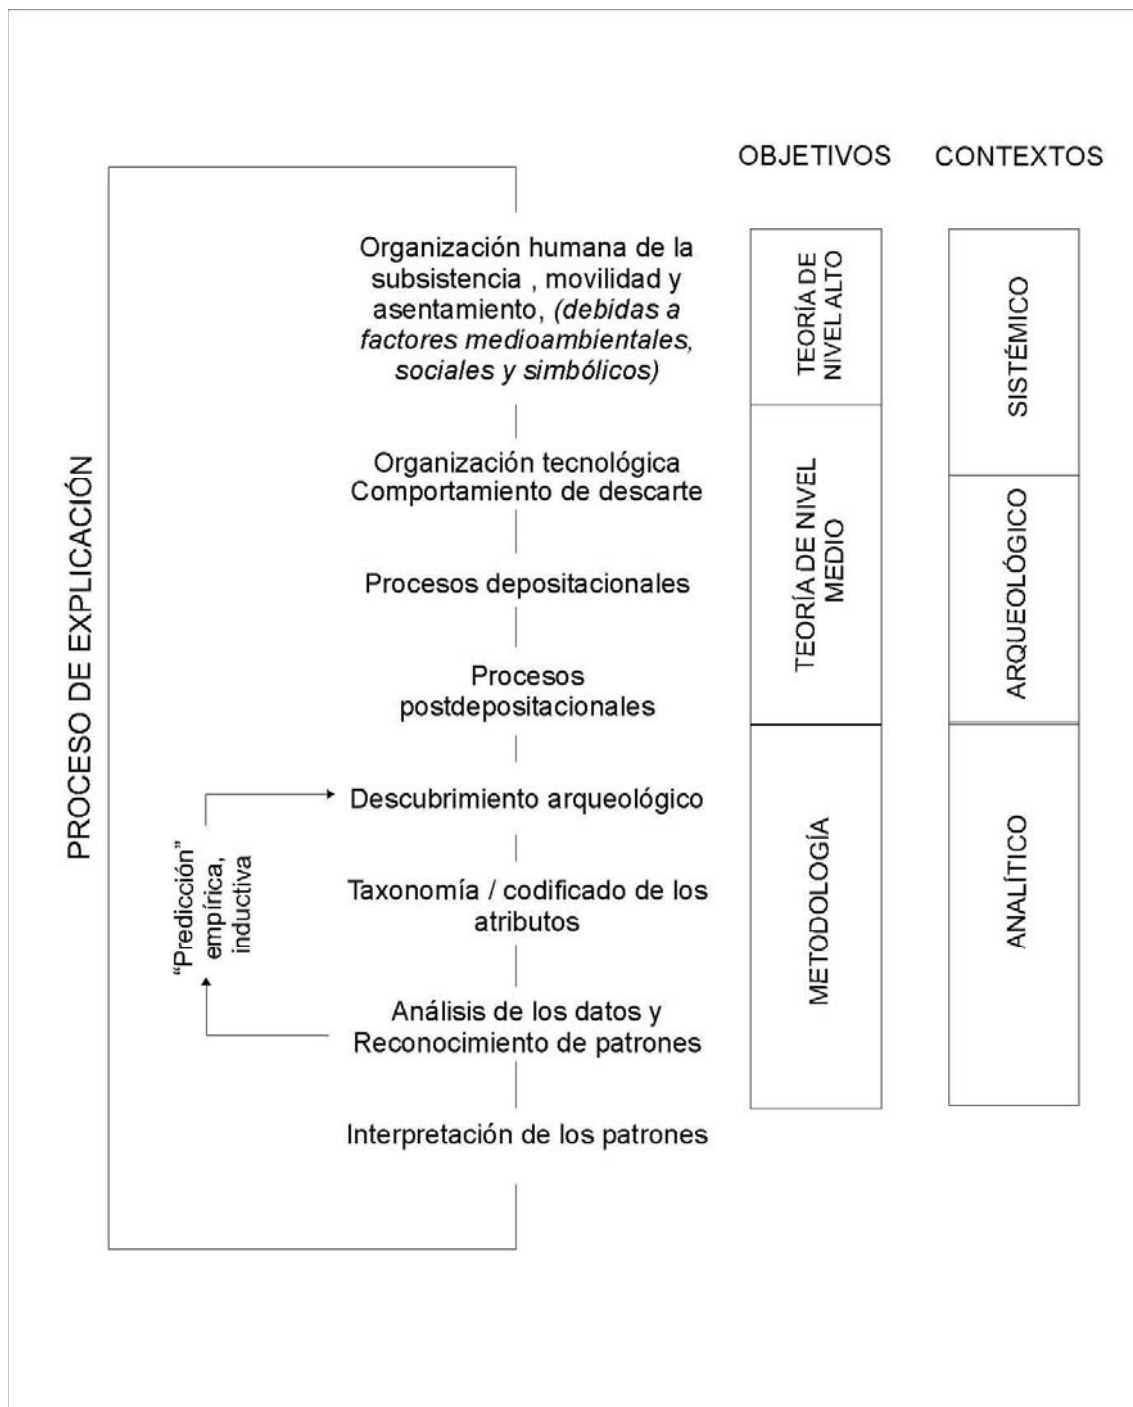 OBJETIVOS
CONTEXTOS
PROCESO DE EXPLICACIÓN
Organización humana de la
subsistencia , movilidad y
asentamiento, (debidas a
factores medioambientales,
sociales y simbólicos)
Organización tecnológica
Comportamiento de descarte
Procesos depositacionales
Procesos
postdepositacionales
Descubrimiento arqueológico
Taxonomía / codificado de los
atributos
Análisis de los datos y
Reconocimiento de patrones
Interpretación de los patrones
“Predicción”
empírica,
inductiva
TEORÍA DE
NIVEL ALTO
TEORÍA DE NIVEL
MEDIO
METODOLOGÍA
SISTÉMICO
ARQUEOLÓGICO
ANALÍTICO